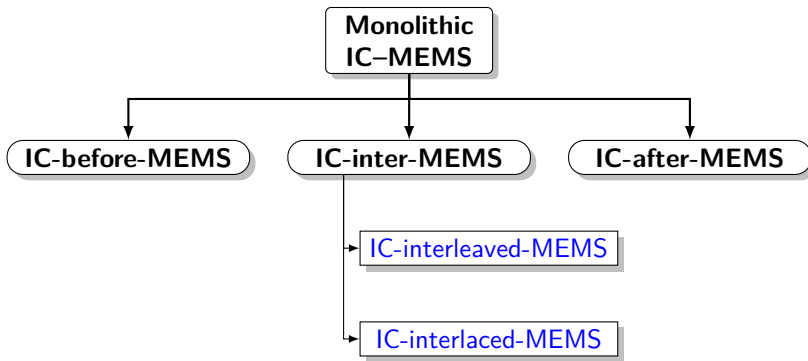 Monolithic
IC–MEMS
IC-before-MEMS
IC-inter-MEMS
IC-after-MEMS
IC-interleaved-MEMS
IC-interlaced-MEMS